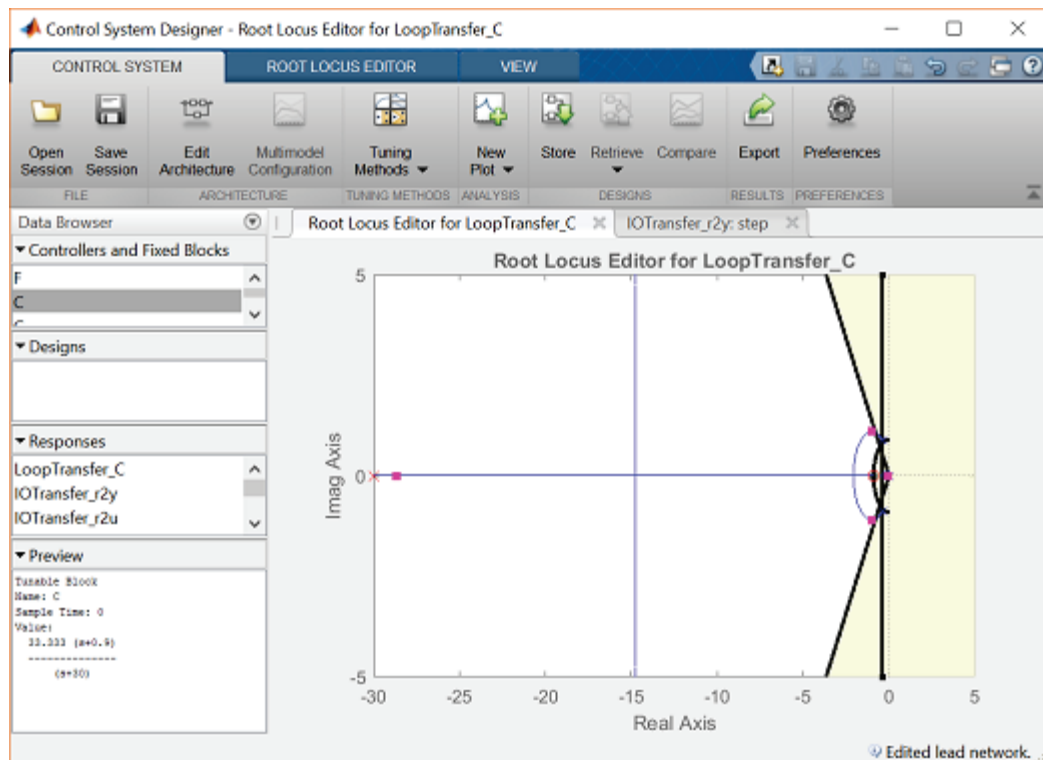 Control System Designer - Root Locus Editor for LoopTransfer_C
CONTROL SYSTEM ROOT LOCUS EDITOR VIEW
Open Session
Save Session
Edit Architecture
Multimodel Configuration
Tuning Methods
New Plot
Store
Retrieve
Compare
Export
Preferences
FILE ARCHITECTURE TUNING METHODS ANALYSIS DESIGNS RESULTS PREFERENCES
Data Browser
Controllers and Fixed Blocks
F
C
Designs
Responses
LoopTransfer_C
IOTransfer_r2y
IOTransfer_r2u
Preview
Tunable Block
Name: C
Sample Time: 0
Value:
33.333 (s+0.9)
--------------
(s+30)
Root Locus Editor for LoopTransfer_C IOTransfer_r2y: step
Root Locus Editor for LoopTransfer_C
5
0
-5
Imag Axis
-30 -25 -20 -15 -10 -5 0 5
Real Axis
Edited lead network.